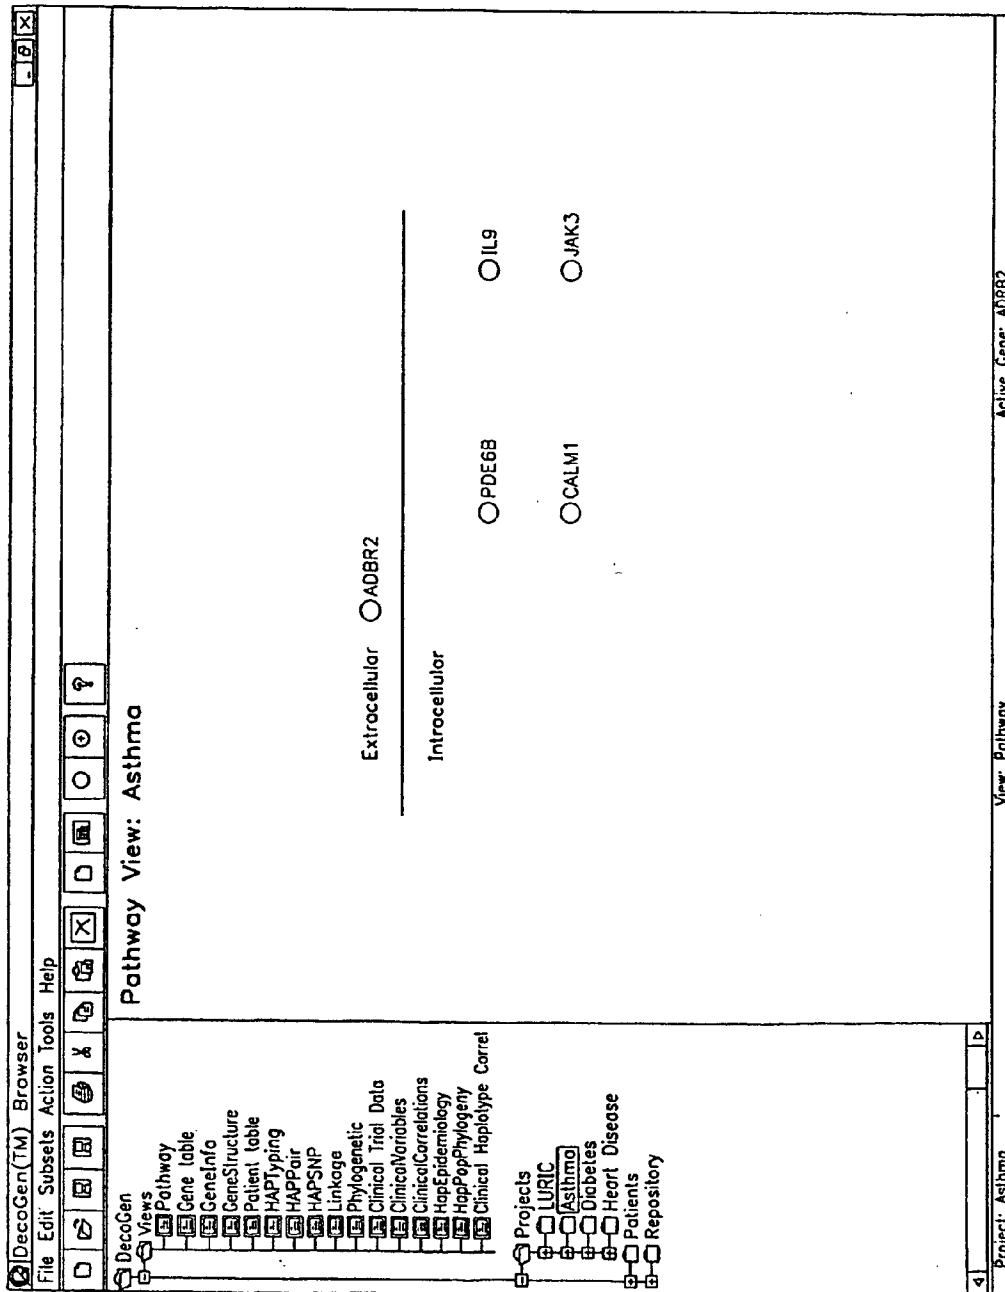 DecoGen(TM) Browser
File Edit Subsets Action Tools Help
DecoGen
Views
Pathway
Gene table
GeneInfo
GeneStructure
Patient table
HAPTyping
HAPPair
HAPSNP
Linkage
Phylogenetic
Clinical Trial Data
ClinicalVariables
ClinicalCorrelations
HapEpidemiology
HapPopPhylogeny
Clinical Haplotype Correl
Projects
LURIC
Asthma
Diabetes
Heart Disease
Patients
Repository
Pathway View: Asthma
Extracellular
ADBR2
Intracellular
PDE6B
IL9
CALM1
JAK3
Project: Asthma
View: Pathway
Active Gene: ADBR2